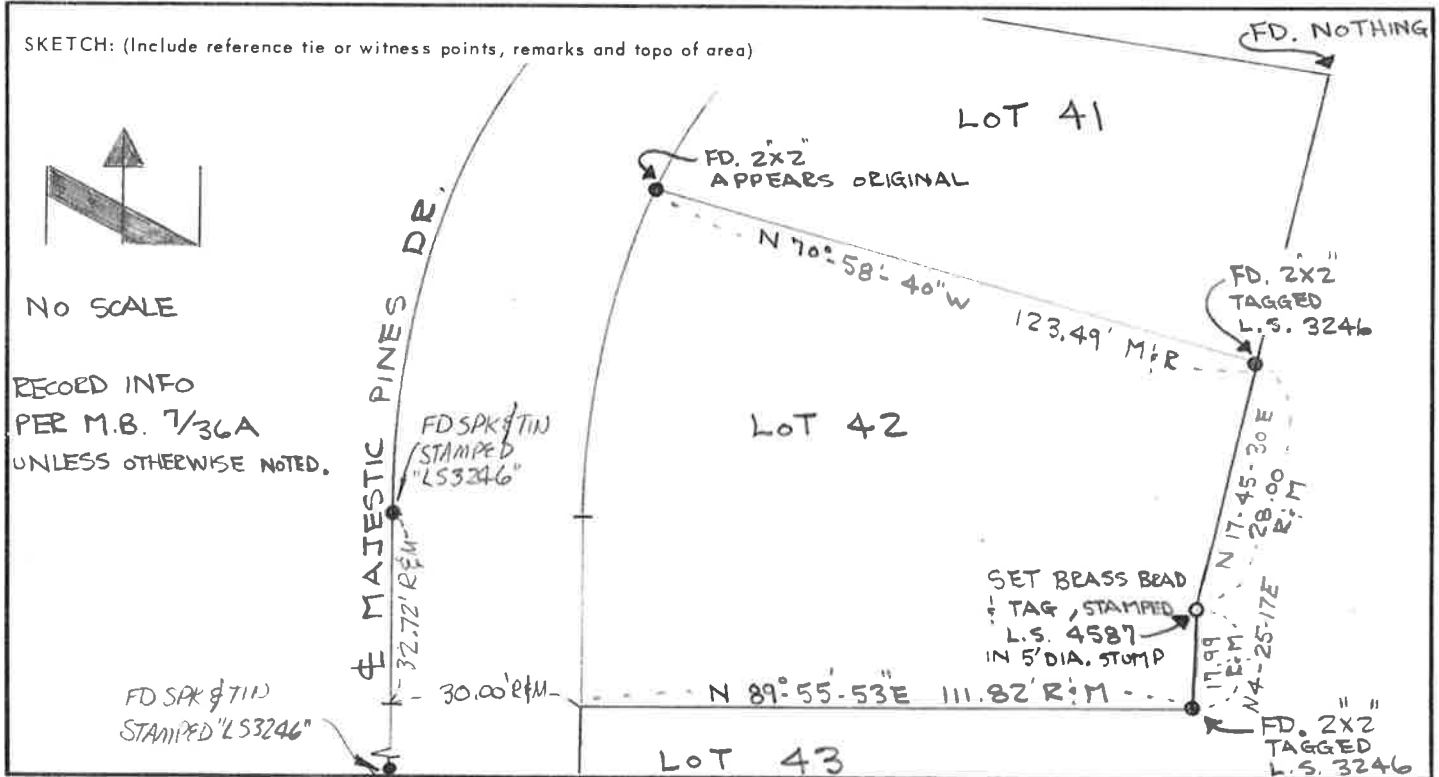 SKETCH: (Include reference tie or witness points, remarks and topo of area)
FD. NOTHING
LOT 41
FD. 2"X2"
APPEARS ORIGINAL
N 70°-58'-40"W
123.49' M&R
FD. 2"X2"
TAGGED
L.S. 3246
NO SCALE
RECORD INFO
PER M.B. 7/36A
UNLESS OTHERWISE NOTED.
℄ MAJESTIC PINES DR.
FD SPK & TIN
STAMPED
"LS3246"
LOT 42
N 17-45-30E
28.00
R&M
32.72' R&M
SET BRASS BRAD
& TAG, STAMPED
L.S. 4587
IN 5' DIA. STUMP
17.99
R&M
N4-25-17E
30.00' R&M
N 89°-55'-53"E 111.82' R&M
FD SPK & TIN
STAMPED "LS3246"
FD. 2"X2"
TAGGED
L.S. 3246
LOT 43